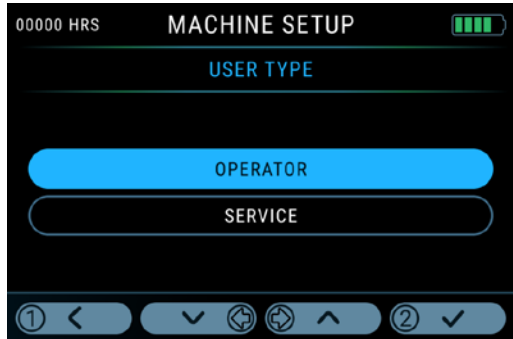 00000 HRS MACHINE SETUP
USER TYPE
OPERATOR
SERVICE
1 2